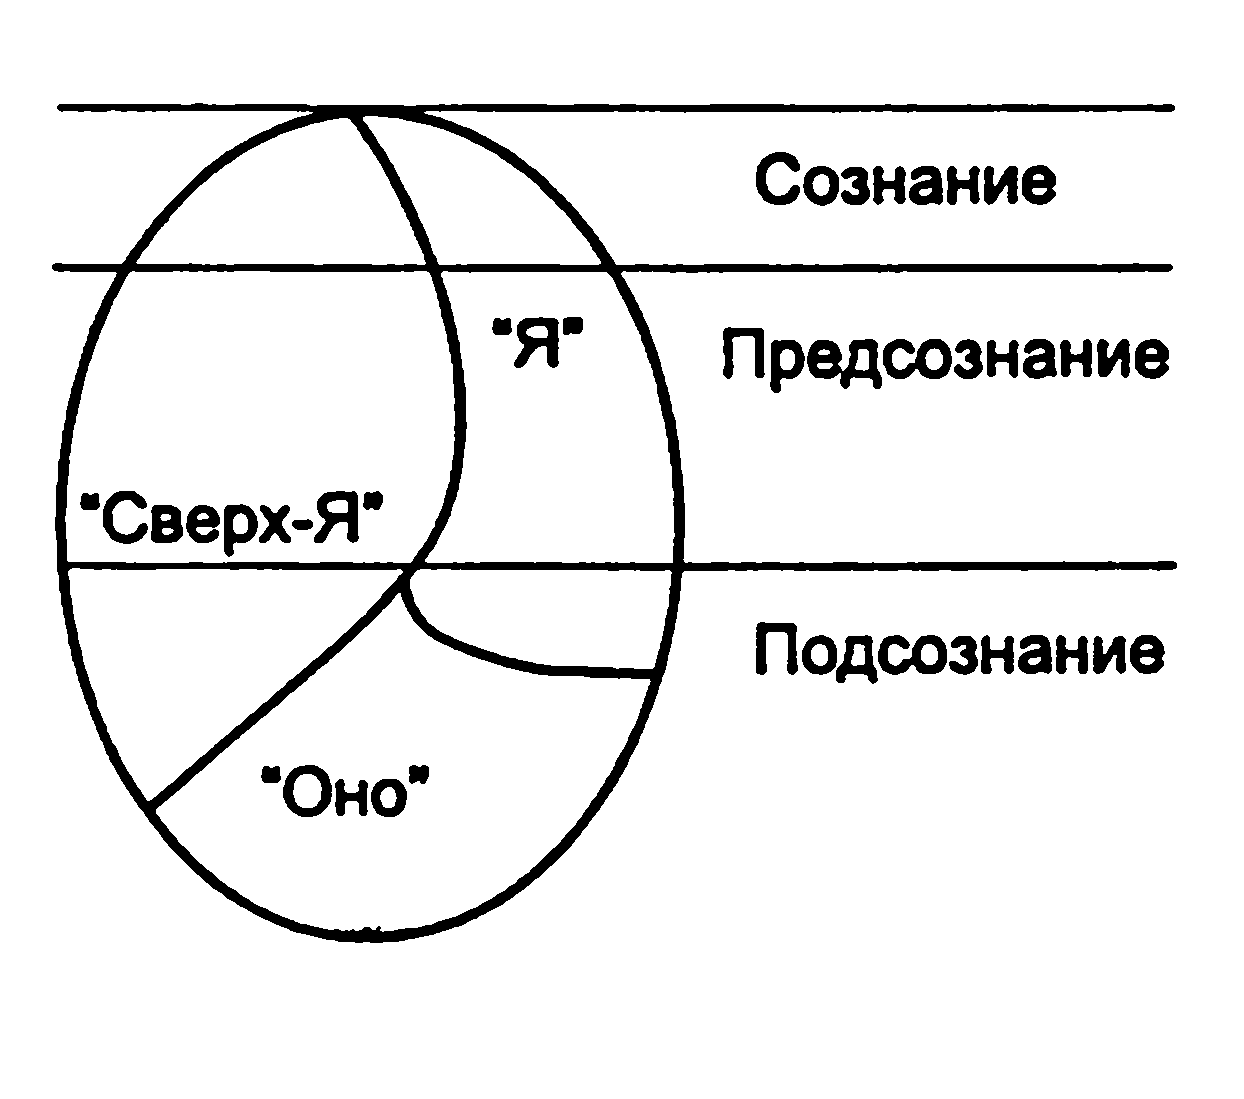 Сознание
"Я"
Предсознание
"Сверх-Я"
Подсознание
"Оно"